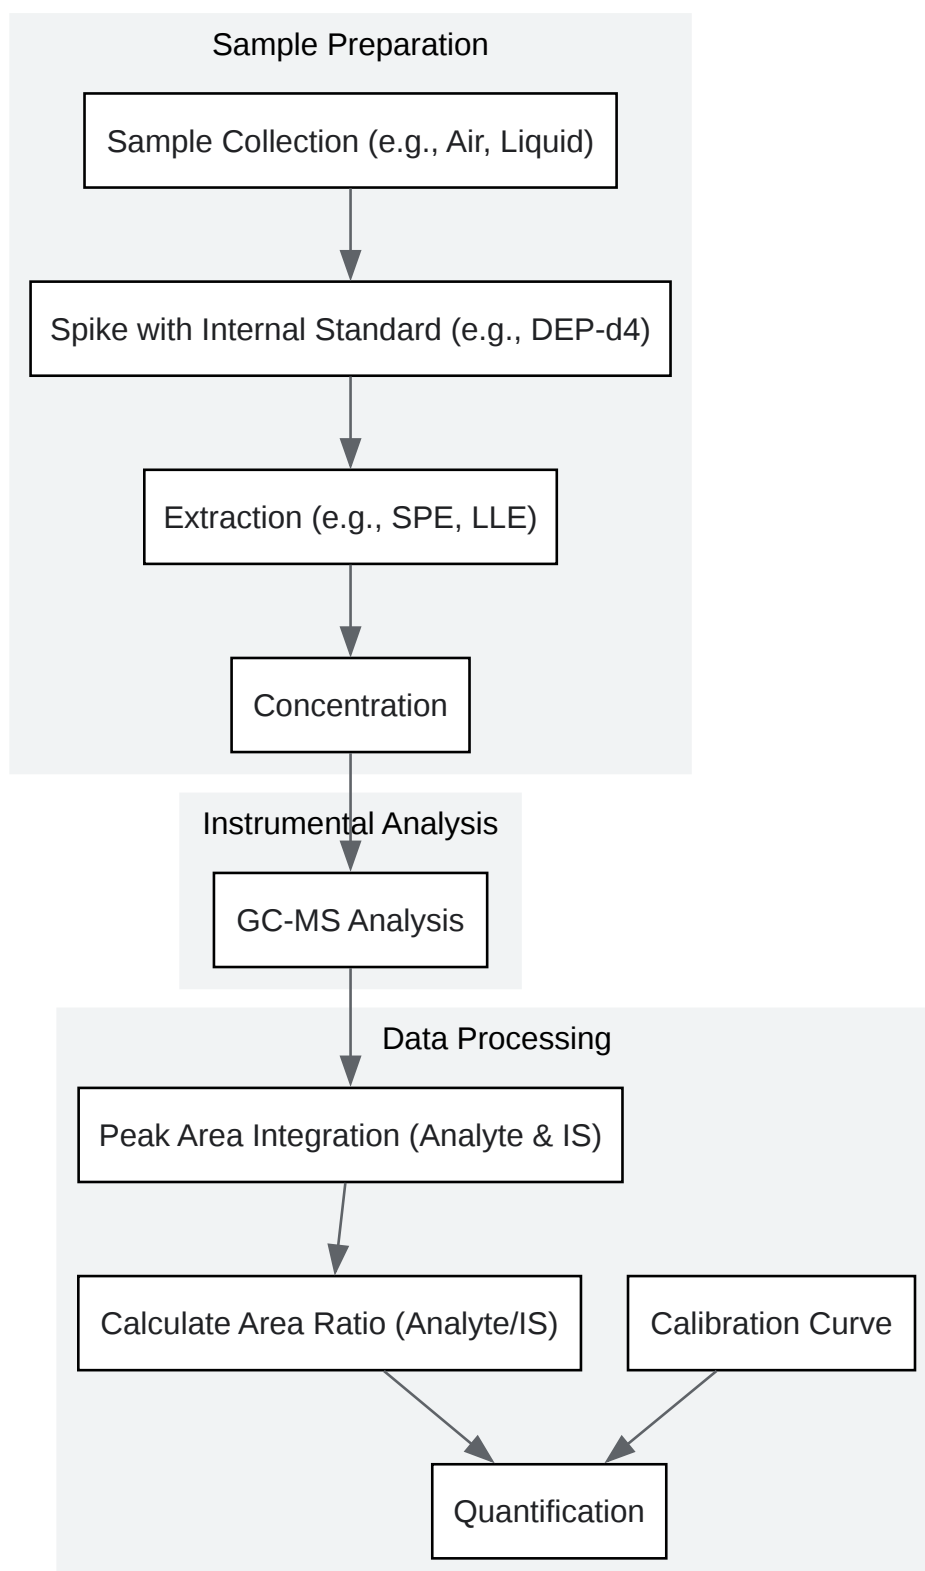 Sample Preparation
Sample Collection (e.g., Air, Liquid)
Spike with Internal Standard (e.g., DEP-d4)
Extraction (e.g., SPE, LLE)
Concentration
Instrumental Analysis
GC-MS Analysis
Data Processing
Peak Area Integration (Analyte & IS)
Calculate Area Ratio (Analyte/IS)
Calibration Curve
Quantification